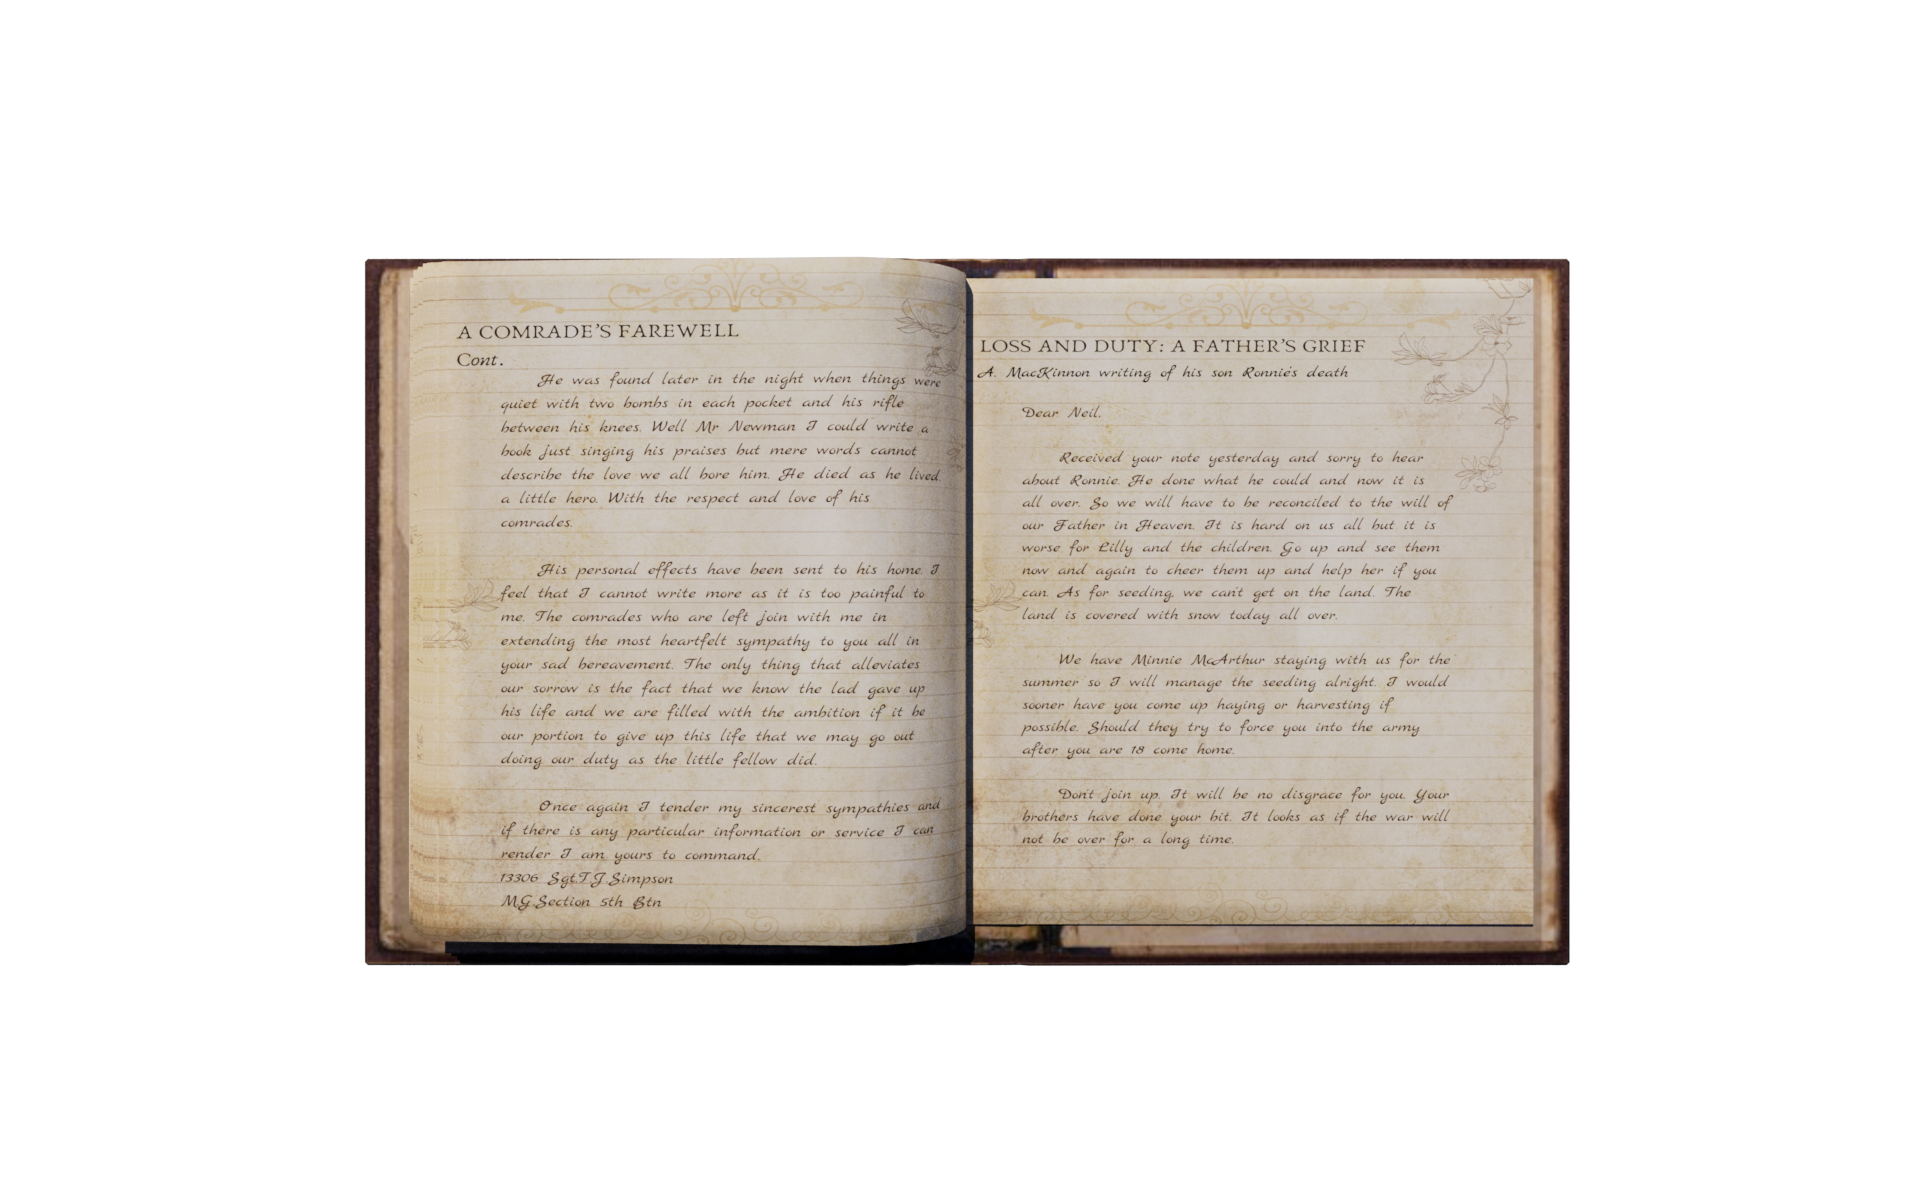 A COMRADE'S FAREWELL
Cont.
He was found later in the night when things were
quiet with two bombs in each pocket and his rifle
between his knees. Well Mr Newman I could write a
book just singing his praises but mere words cannot
describe the love we all bore him. He died as he lived
a little hero. With the respect and love of his
comrades.
His personal effects have been sent to his home. I
feel that I cannot write more as it is too painful to
me. The comrades who are left join with me in
extending the most heartfelt sympathy to you all in
your sad bereavement. The only thing that alleviates
our sorrow is the fact that we know the lad gave up
his life and we are filled with the ambition if it be
our portion to give up this life that we may go out
doing our duty as the little fellow did.
Once again I tender my sincerest sympathies and
if there is any particular information or service I can
render I am yours to command.
13306 Sgt.T.J.Simpson
M.G.Section 5th Btn
LOSS AND DUTY: A FATHER'S GRIEF
A. MacKinnon writing of his son Ronnie's death
Dear Neil,
Received your note yesterday and sorry to hear
about Ronnie. He done what he could and now it is
all over. So we will have to be reconciled to the will of
our Father in Heaven. It is hard on us all but it is
worse for Lilly and the children. Go up and see them
now and again to cheer them up and help her if you
can. As for seeding, we can't get on the land. The
land is covered with snow today all over.
We have Minnie McArthur staying with us for the
summer so I will manage the seeding alright. I would
sooner have you come up haying or harvesting if
possible. Should they try to force you into the army
after you are 18 come home.
Don't join up. It will be no disgrace for you. Your
brothers have done your bit. It looks as if the war will
not be over for a long time.